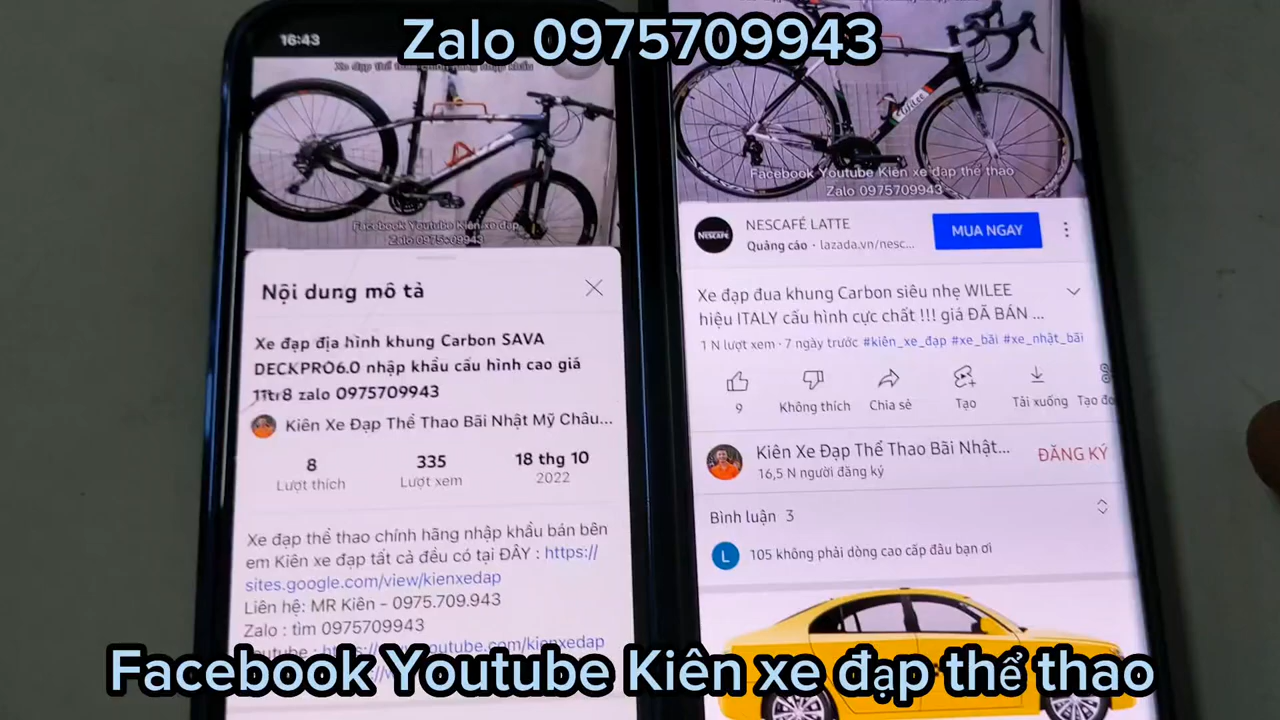 Zalo 0975709943
16:43
Facebook Youtube Kiên xe đạp
Zalo 0975709943
Nội dung mô tả
Xe đạp địa hình khung Carbon SAVA
DECKPRO6.0 nhập khẩu cấu hình cao giá
11tr8 zalo 0975709943
Kiên Xe Đạp Thể Thao Bãi Nhật Mỹ Châu...
8
335
18 thg 10
Lượt thích
Lượt xem
2022
Xe đạp thể thao chính hãng nhập khẩu bán bên
em Kiên xe đạp tất cả đều có tại ĐÂY : https://
sites.google.com/view/kienxedap
Liên hệ: MR Kiên - 0975.709.943
Zalo : tìm 0975709943
Facebook Youtube Kiên xe đạp thể thao
Zalo 0975709943
NESCAFÉ LATTE
Quảng cáo · lazada.vn/nesc...
MUA NGAY
Xe đạp đua khung Carbon siêu nhẹ WILEE
hiệu ITALY cấu hình cực chất !!! giá ĐÃ BÁN ...
1 N lượt xem · 7 ngày trước #kiên_xe_đạp #xe_bãi #xe_nhật_bãi
9
Không thích
Chia sẻ
Tạo
Tải xuống
Tạo đo
Kiên Xe Đạp Thể Thao Bãi Nhật...
16,5 N người đăng ký
ĐĂNG KÝ
Bình luận 3
L
105 không phải dòng cao cấp đâu bạn ơi
Facebook Youtube Kiên xe đạp thể thao